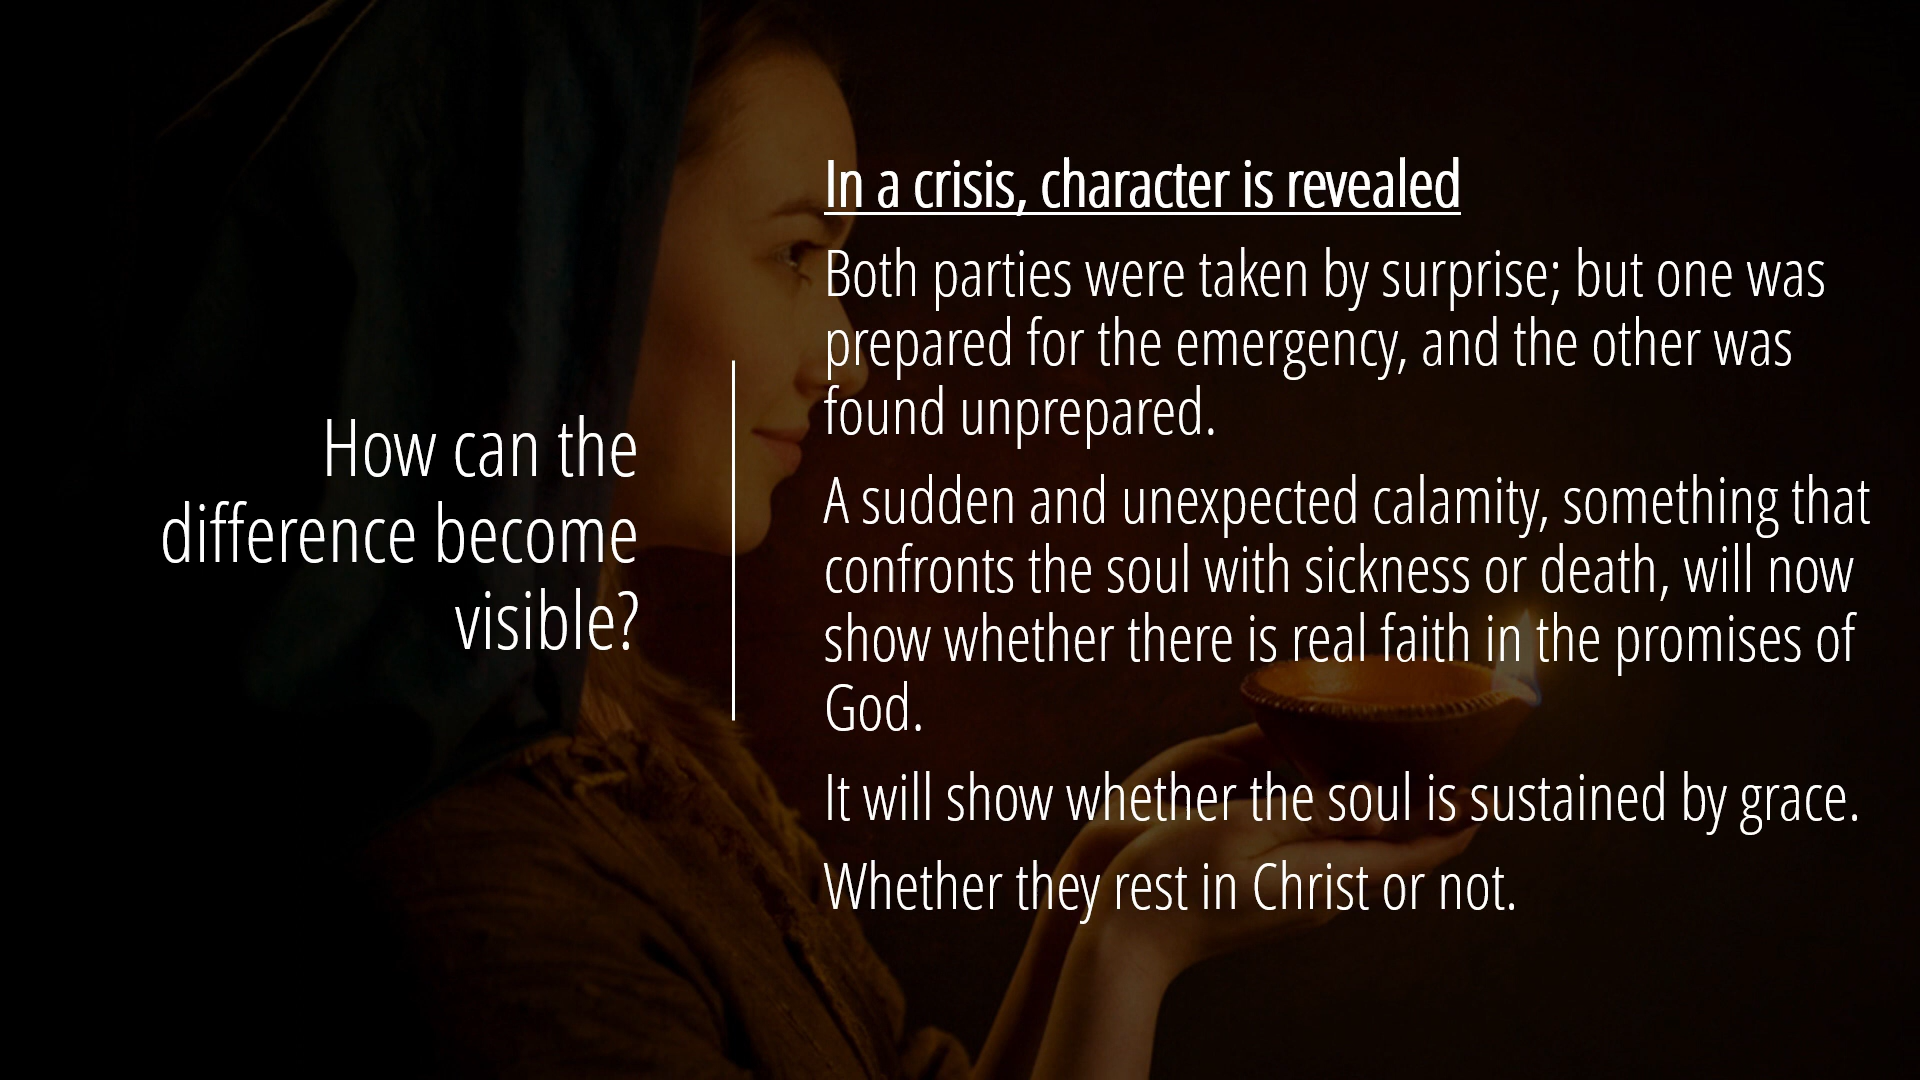 How can the
difference become
visible?
In a crisis, character is revealed
Both parties were taken by surprise; but one was
prepared for the emergency, and the other was
found unprepared.
A sudden and unexpected calamity, something that
confronts the soul with sickness or death, will now
show whether there is real faith in the promises of
God.
It will show whether the soul is sustained by grace.
Whether they rest in Christ or not.